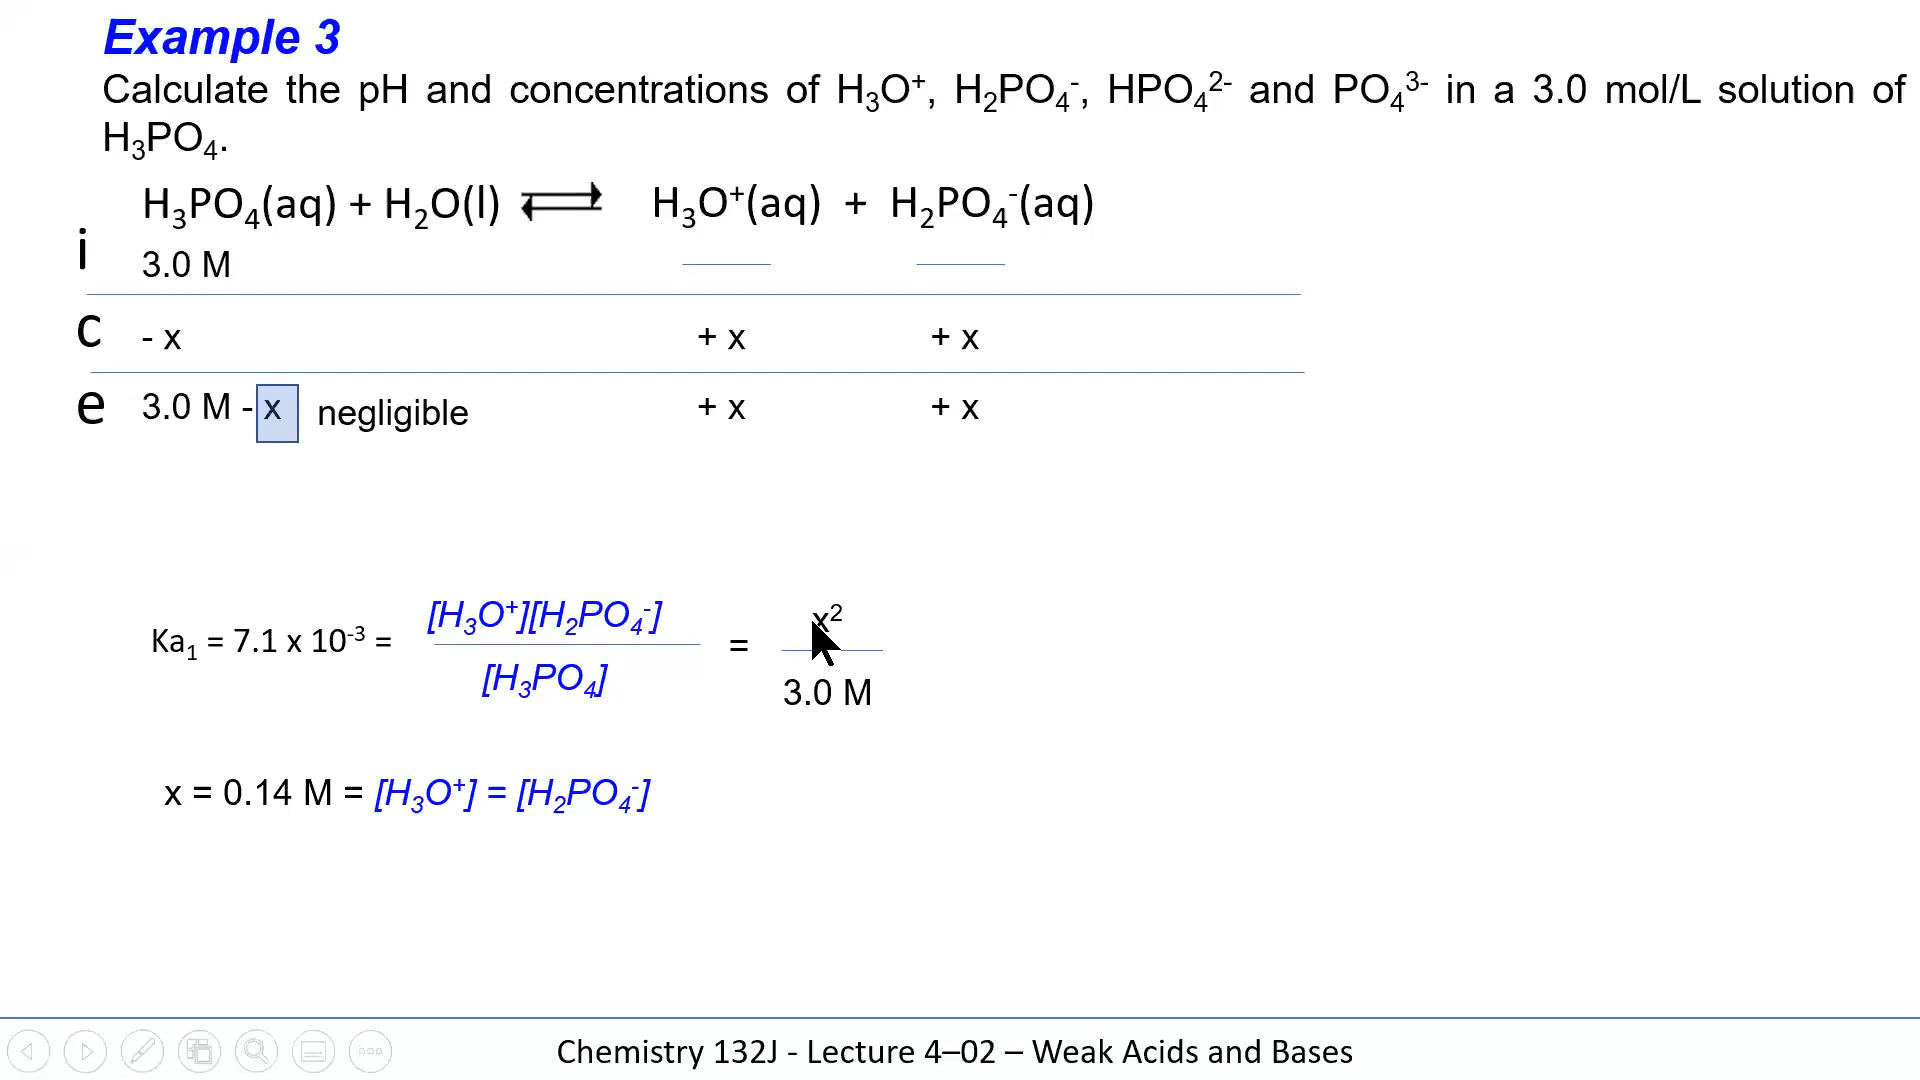 Example 3
Calculate the pH and concentrations of H₃O⁺, H₂PO₄⁻, HPO₄²⁻ and PO₄³⁻ in a 3.0 mol/L solution of
H₃PO₄.
H₃PO₄(aq) + H₂O(l) ⇌ H₃O⁺(aq) + H₂PO₄⁻(aq)
i 3.0 M
c - x + x + x
e 3.0 M - x negligible + x + x
Ka₁ = 7.1 x 10⁻³ = [H₃O⁺][H₂PO₄⁻] / [H₃PO₄] = x² / 3.0 M
x = 0.14 M = [H₃O⁺] = [H₂PO₄⁻]
Chemistry 132J - Lecture 4–02 – Weak Acids and Bases